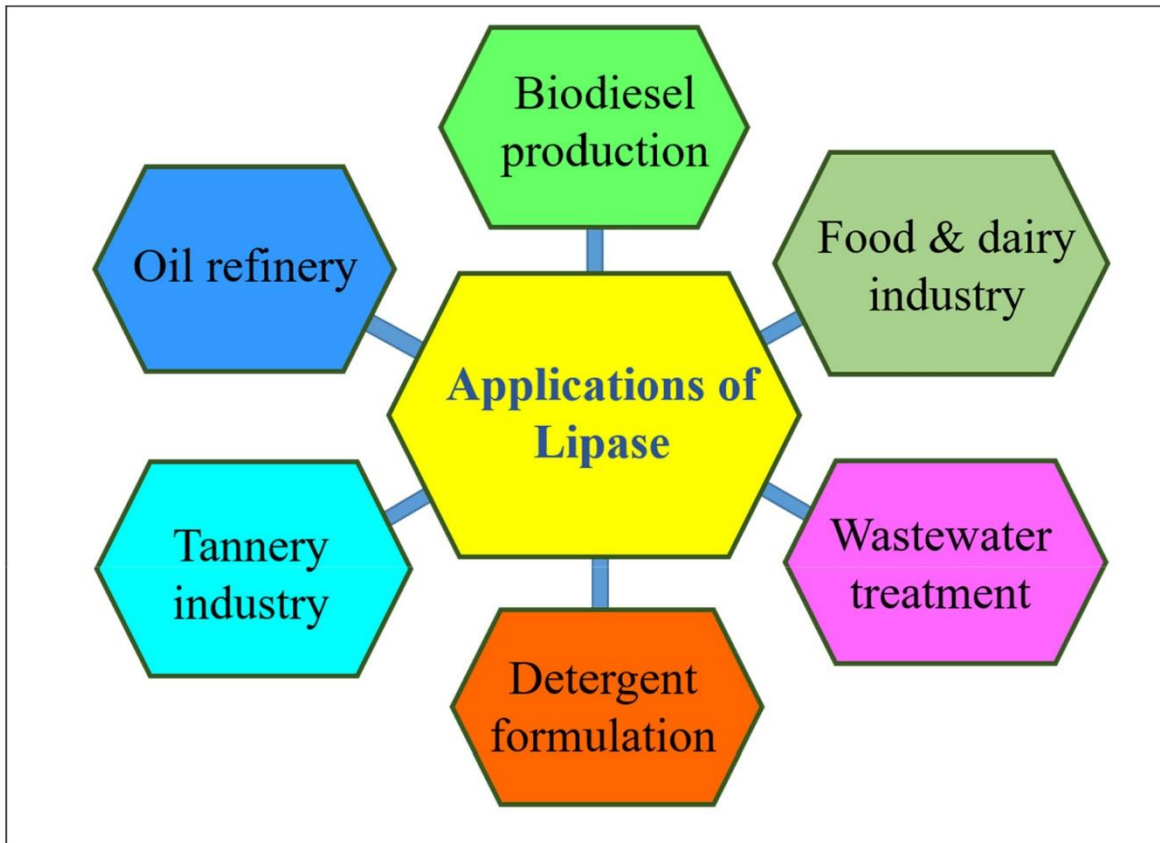 Biodiesel
production
Oil refinery
Food & dairy
industry
Applications of
Lipase
Tannery
industry
Wastewater
treatment
Detergent
formulation